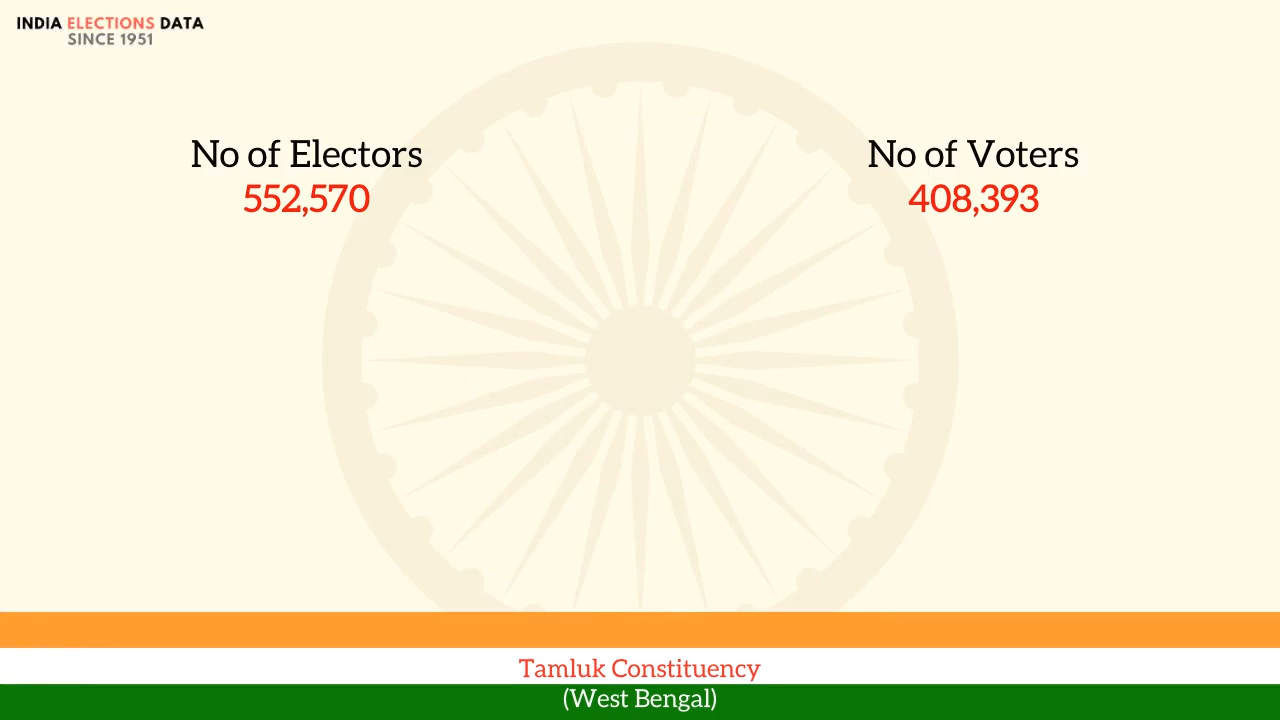 INDIA ELECTIONS DATA
SINCE 1951
No of Electors
552,570
No of Voters
408,393
Tamluk Constituency
(West Bengal)